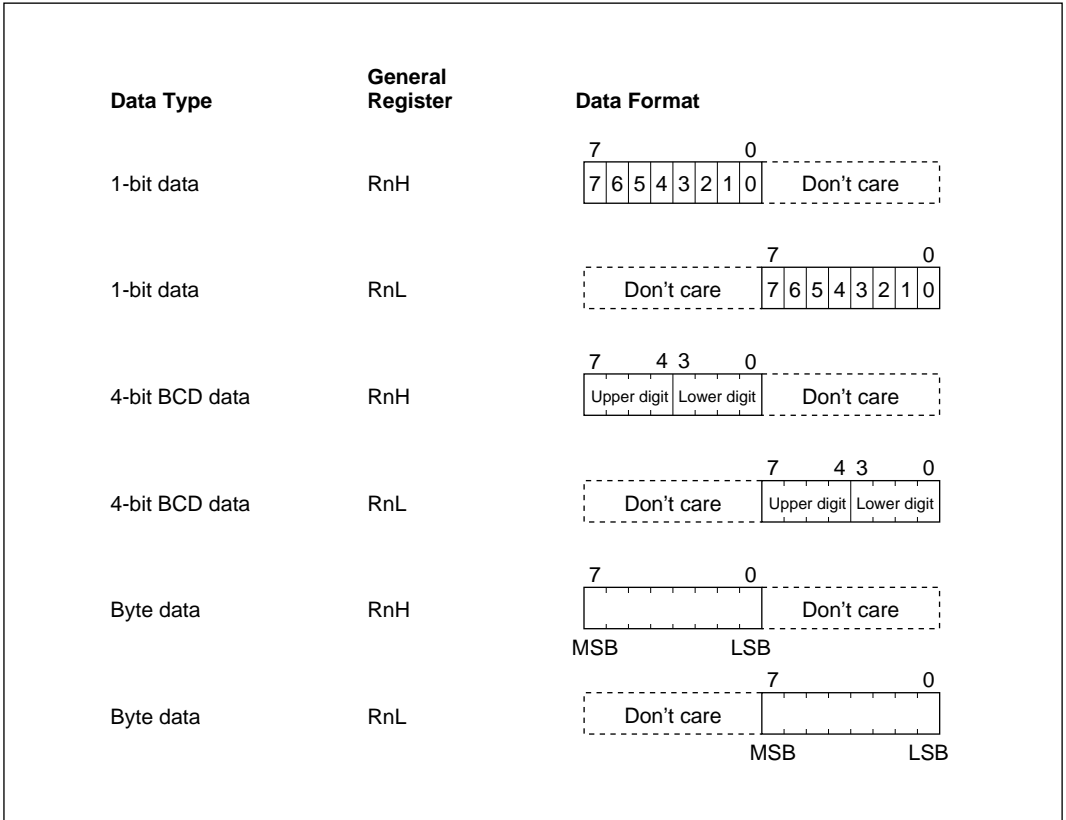 General
Data Type Register Data Format
7 0
1-bit data RnH 7 6 5 4 3 2 1 0 Don't care
7 0
1-bit data RnL Don't care 7 6 5 4 3 2 1 0
7 4 3 0
4-bit BCD data RnH Upper digit Lower digit Don't care
7 4 3 0
4-bit BCD data RnL Don't care Upper digit Lower digit
7 0
Byte data RnH Don't care
MSB LSB
7 0
Byte data RnL Don't care
MSB LSB